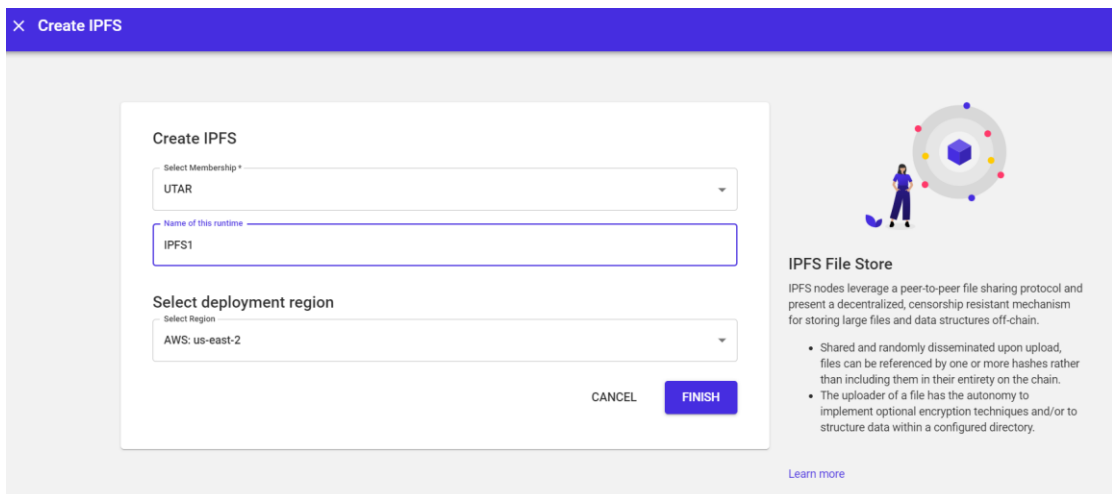 Create IPFS
Create IPFS
Select Membership *
UTAR
Name of this runtime
IPFS1
Select deployment region
Select Region
AWS: us-east-2
CANCEL
FINISH
IPFS File Store
IPFS nodes leverage a peer-to-peer file sharing protocol and
present a decentralized, censorship resistant mechanism
for storing large files and data structures off-chain.
• Shared and randomly disseminated upon upload,
files can be referenced by one or more hashes rather
than including them in their entirety on the chain.
• The uploader of a file has the autonomy to
implement optional encryption techniques and/or to
structure data within a configured directory.
Learn more